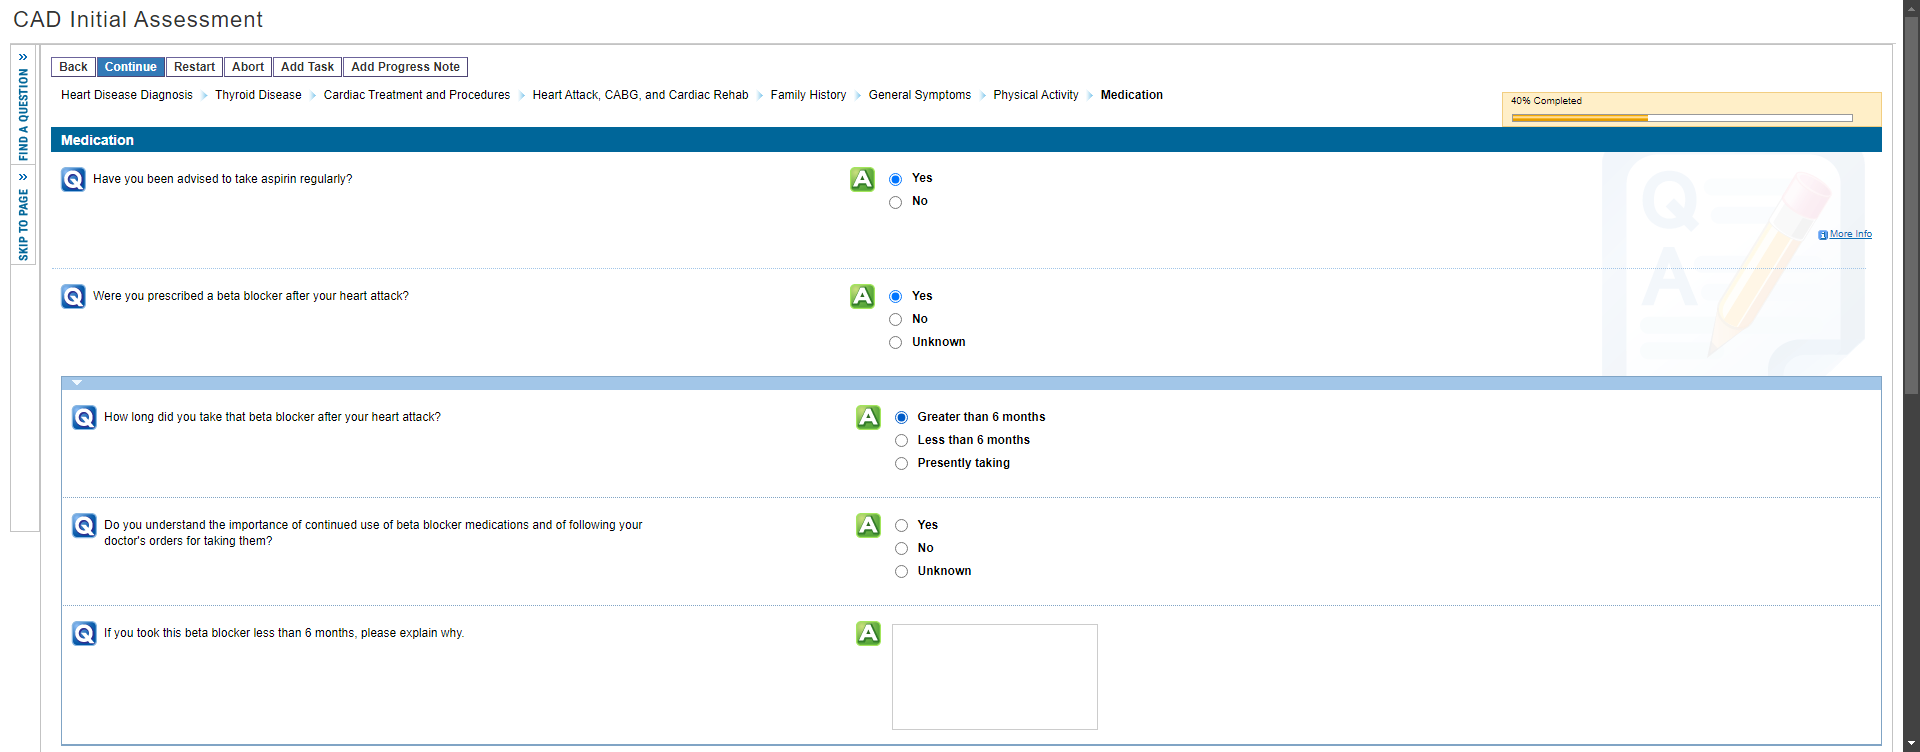 CAD Initial Assessment
» FIND A QUESTION
» SKIP TO PAGE
Back Continue Restart Abort Add Task Add Progress Note
Heart Disease Diagnosis Thyroid Disease Cardiac Treatment and Procedures Heart Attack, CABG, and Cardiac Rehab Family History General Symptoms Physical Activity Medication
40% Completed
Medication
Q Have you been advised to take aspirin regularly?
A Yes
No
More Info
Q Were you prescribed a beta blocker after your heart attack?
A Yes
No
Unknown
Q How long did you take that beta blocker after your heart attack?
A Greater than 6 months
Less than 6 months
Presently taking
Q Do you understand the importance of continued use of beta blocker medications and of following your
doctor's orders for taking them?
A Yes
No
Unknown
Q If you took this beta blocker less than 6 months, please explain why.
A
Q
A